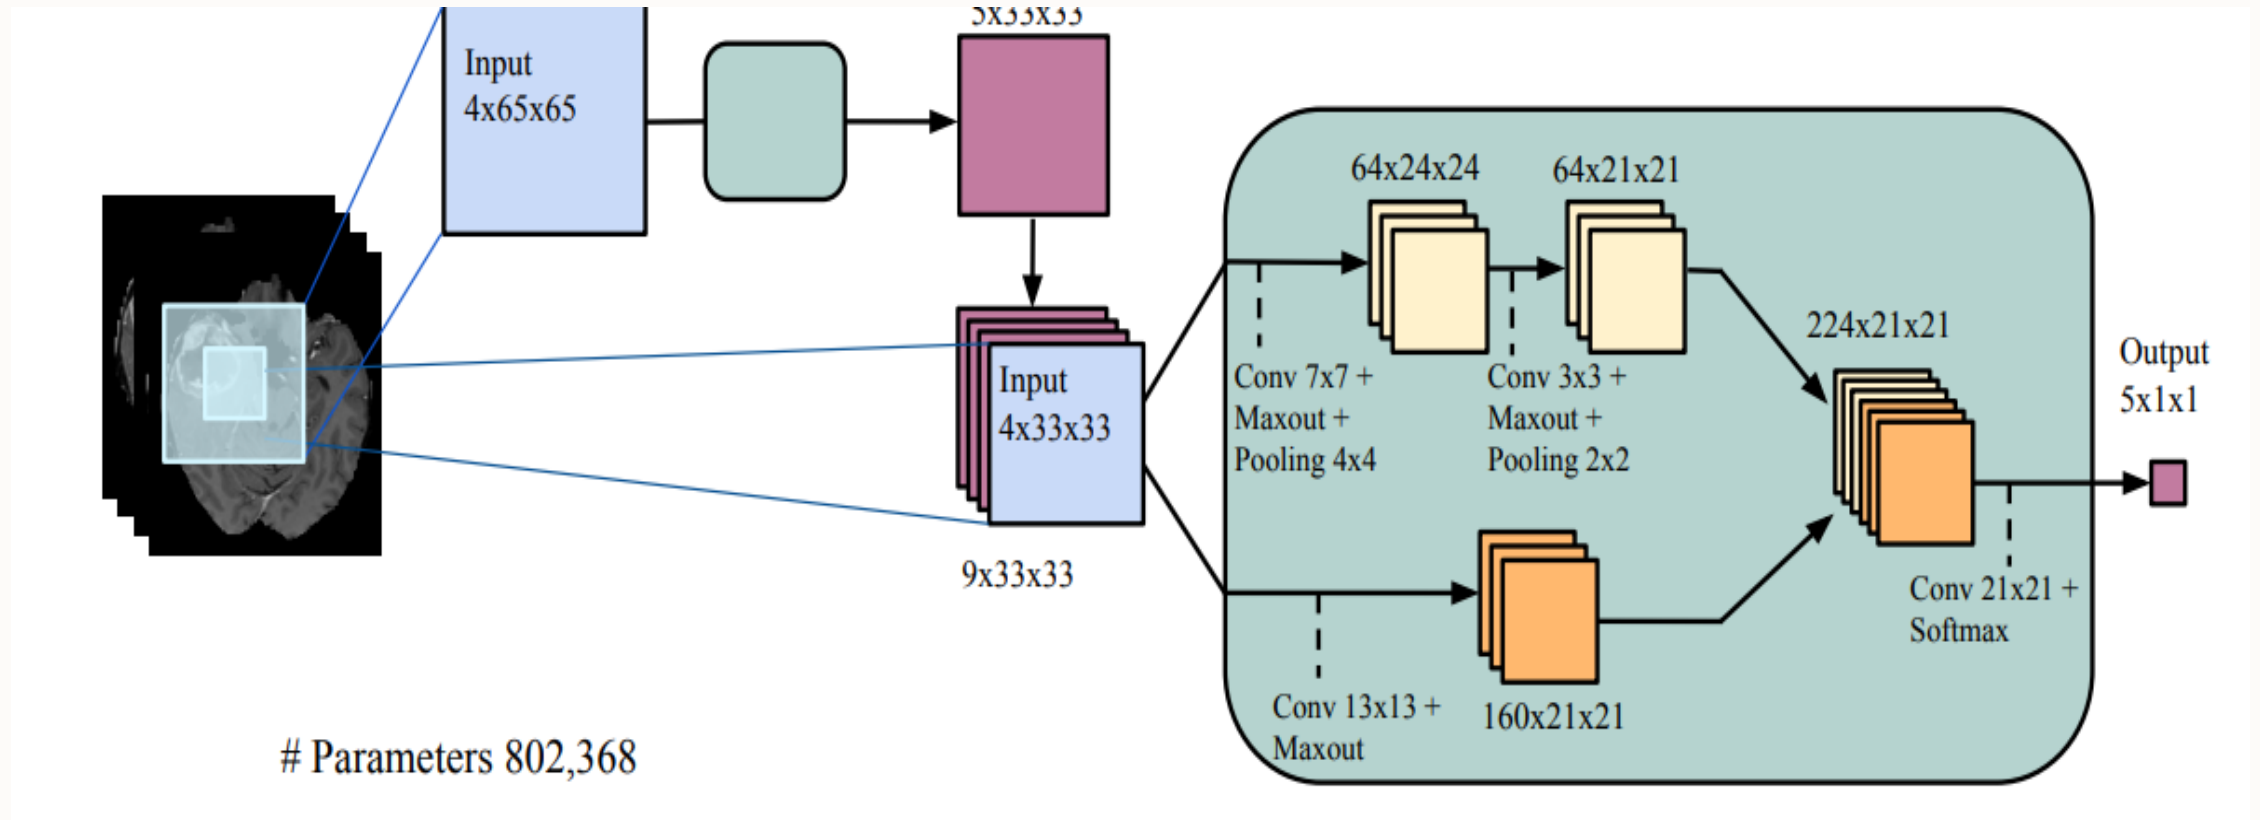 5x33x33
Input
4x65x65
64x24x24
64x21x21
224x21x21
Output
5x1x1
Input
4x33x33
Conv 7x7 +
Maxout +
Pooling 4x4
Conv 3x3 +
Maxout +
Pooling 2x2
9x33x33
Conv 21x21 +
Softmax
Conv 13x13 +
Maxout
160x21x21
# Parameters 802,368